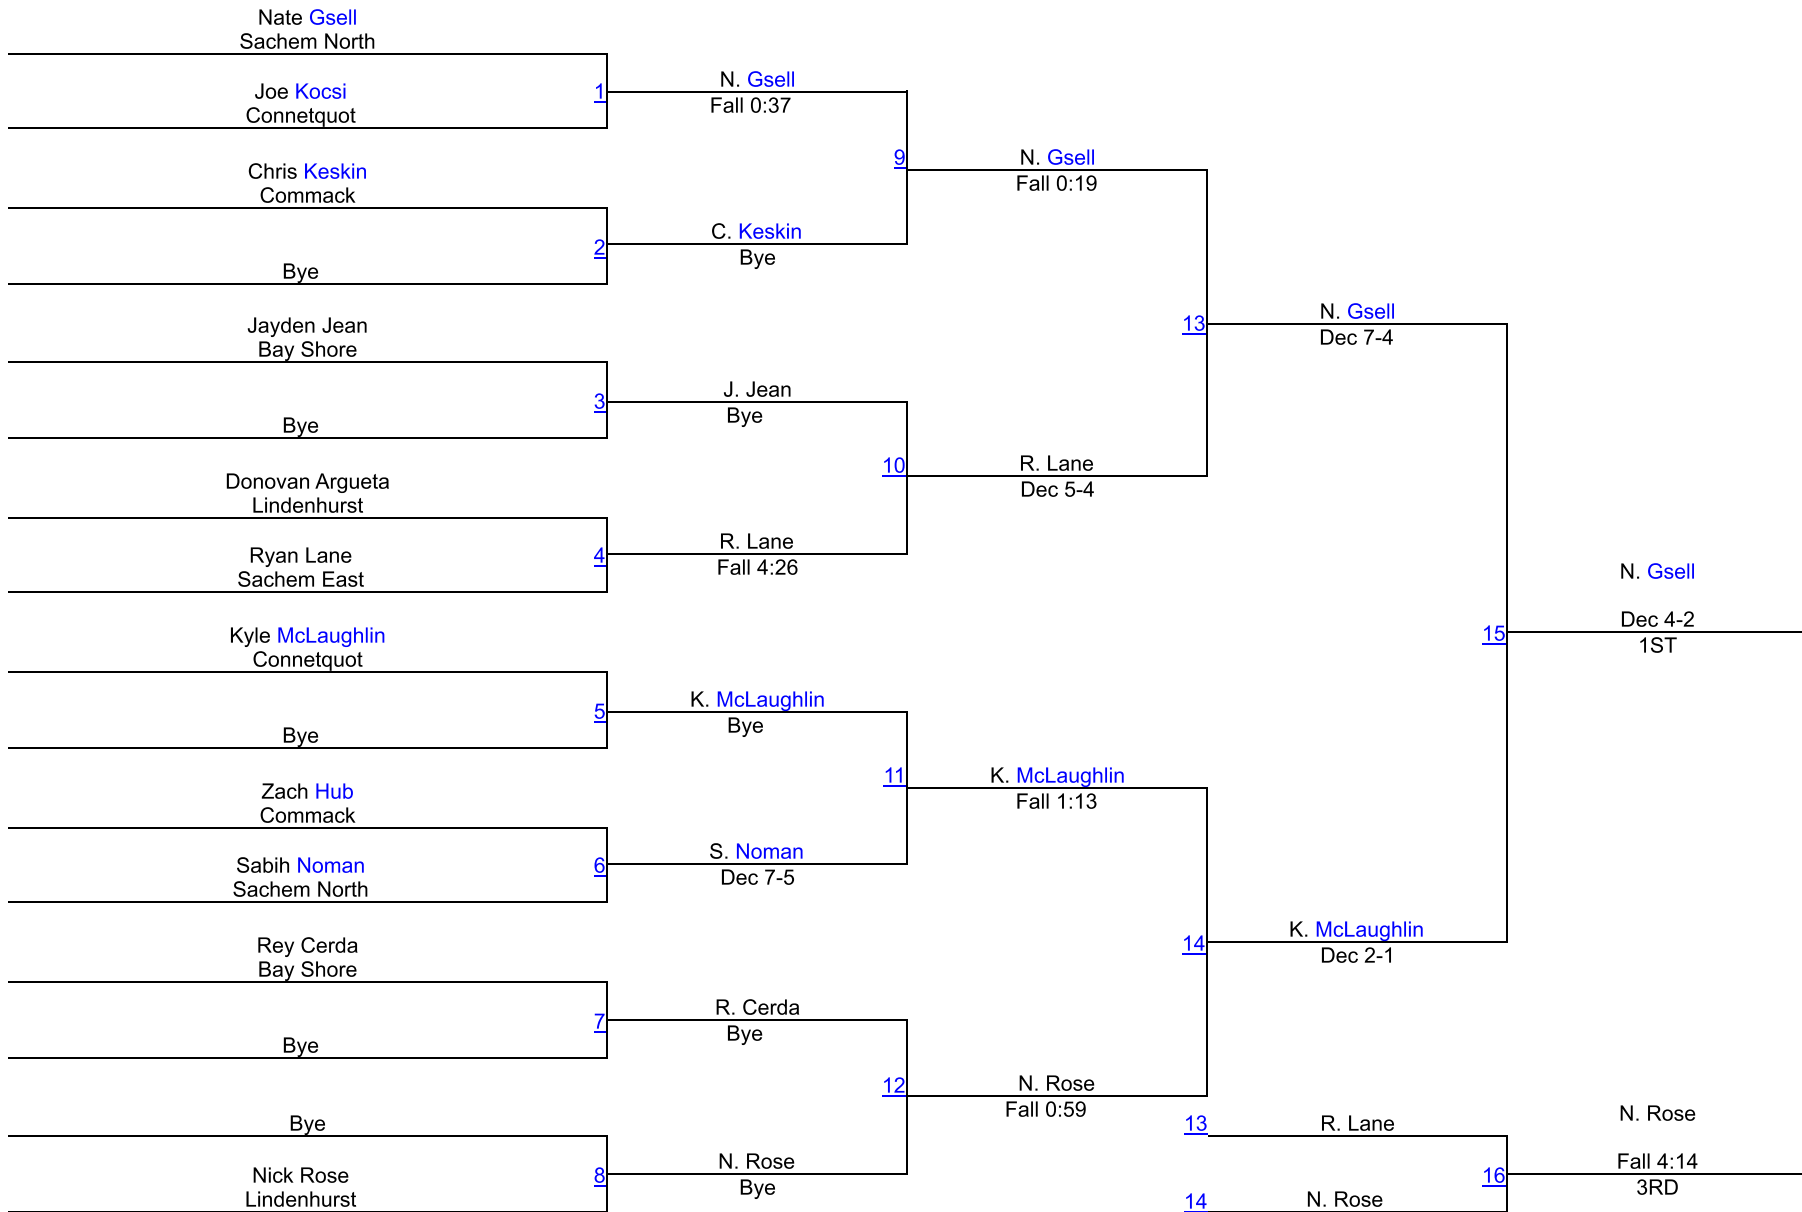 Nate Gsell
Sachem North
Joe Kocsi
Connetquot
Chris Keskin
Commack
Bye
Jayden Jean
Bay Shore
Bye
Donovan Argueta
Lindenhurst
Ryan Lane
Sachem East
Kyle McLaughlin
Connetquot
Bye
Zach Hub
Commack
Sabih Noman
Sachem North
Rey Cerda
Bay Shore
Bye
Bye
Nick Rose
Lindenhurst
1
2
3
4
5
6
7
8
N. Gsell
Fall 0:37
C. Keskin
Bye
J. Jean
Bye
R. Lane
Fall 4:26
K. McLaughlin
Bye
S. Noman
Dec 7-5
R. Cerda
Bye
N. Rose
Bye
9
10
11
12
N. Gsell
Fall 0:19
R. Lane
Dec 5-4
K. McLaughlin
Fall 1:13
N. Rose
Fall 0:59
13
14
N. Gsell
Dec 7-4
K. McLaughlin
Dec 2-1
15
N. Gsell
Dec 4-2
1ST
13
R. Lane
14
N. Rose
16
N. Rose
Fall 4:14
3RD